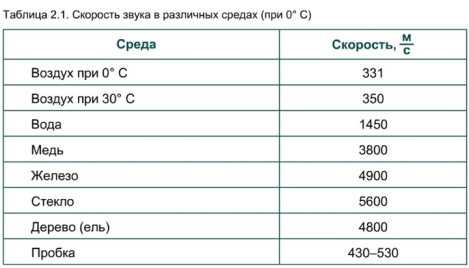 Таблица 2.1. Скорость звука в различных средах (при 0° С)
Среда Скорость, м/с
Воздух при 0° С 331
Воздух при 30° С 350
Вода 1450
Медь 3800
Железо 4900
Стекло 5600
Дерево (ель) 4800
Пробка 430–530